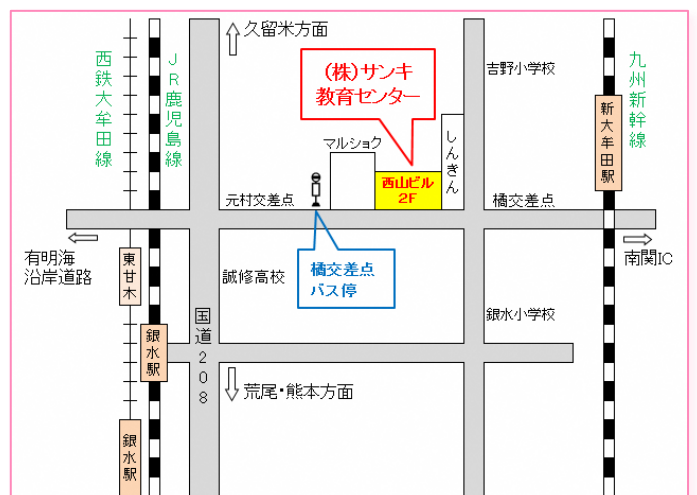 久留米方面
西鉄大牟田線
JR鹿児島線
(株)サンキ
教育センター
吉野小学校
九州新幹線
新大牟田駅
マルショク
しんきん
西山ビル
2F
元村交差点
橘交差点
有明海
沿岸道路
東甘木
誠修高校
橘交差点
バス停
南関IC
国道208
銀水小学校
銀水駅
荒尾・熊本方面
銀水駅